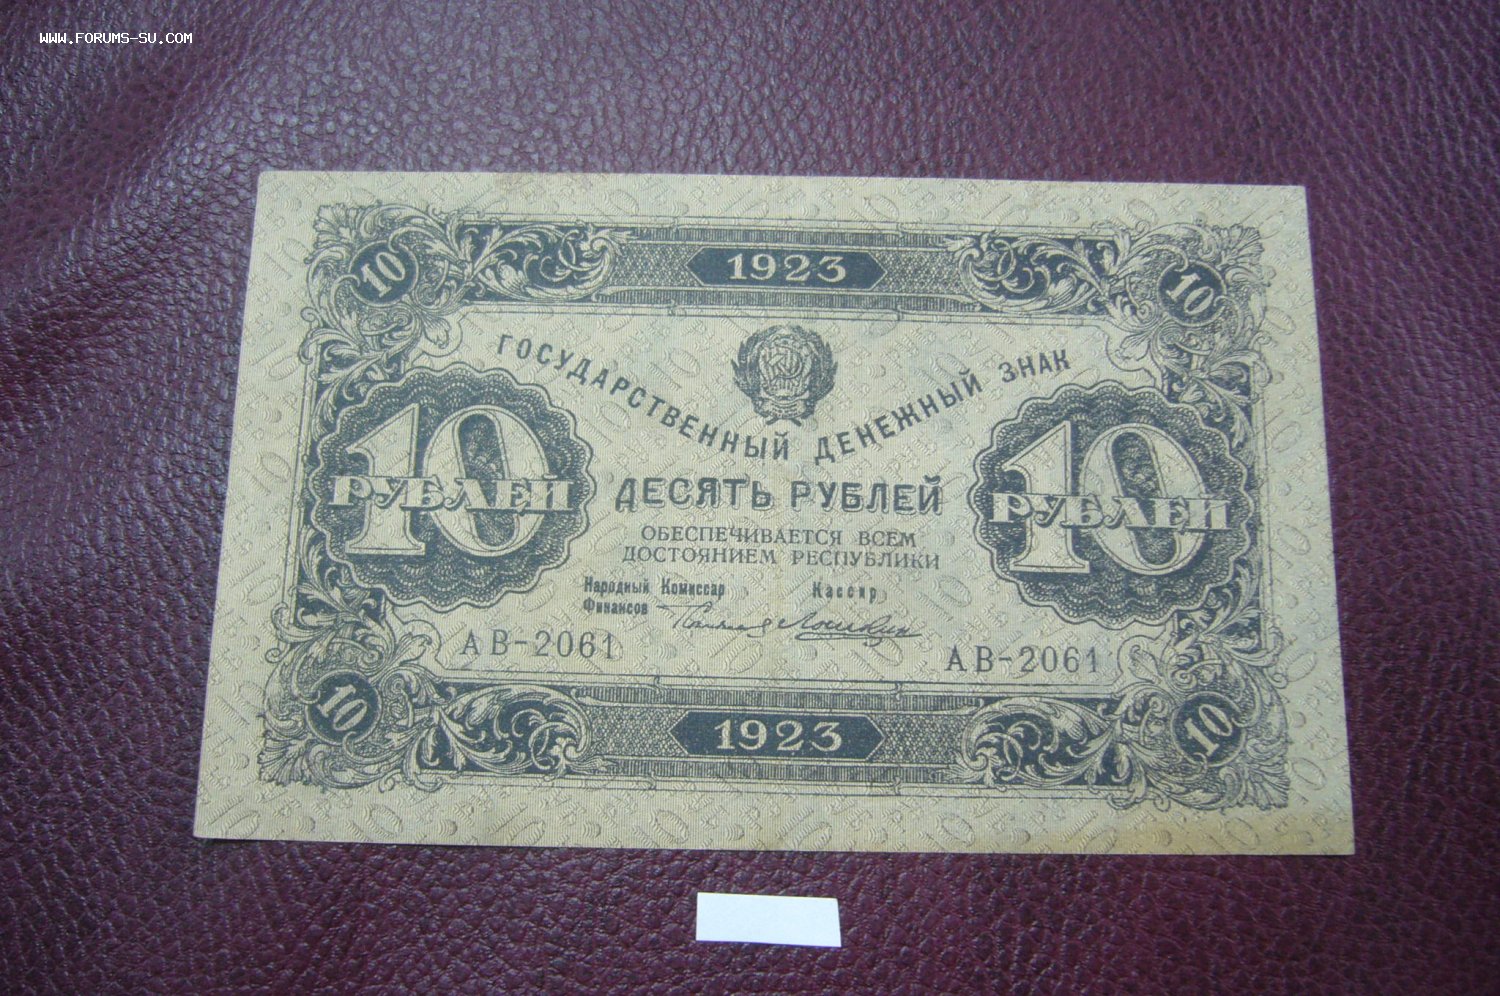 WWW.FORUMS-SU.COM
1923
10
10
ГОСУДАРСТВЕННЫЙ ДЕНЕЖНЫЙ ЗНАК
10
РУБЛЕЙ
10
РУБЛЕЙ
ДЕСЯТЬ РУБЛЕЙ
ОБЕСПЕЧИВАЕТСЯ ВСЕМ
ДОСТОЯНИЕМ РЕСПУБЛИКИ
Народный Комиссар
Финансов
Кассир
АВ-2061
АВ-2061
10
10
1923